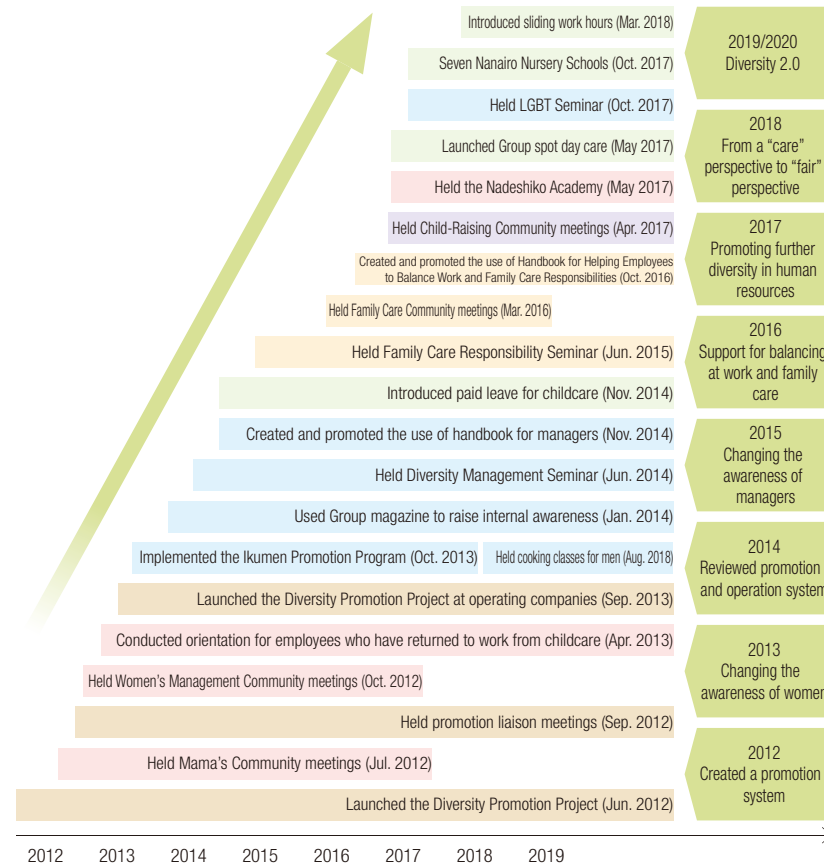 Introduced sliding work hours (Mar. 2018)
Seven Nanairo Nursery Schools (Oct. 2017)
Held LGBT Seminar (Oct. 2017)
Launched Group spot day care (May 2017)
Held the Nadeshiko Academy (May 2017)
Held Child-Raising Community meetings (Apr. 2017)
Created and promoted the use of Handbook for Helping Employees
to Balance Work and Family Care Responsibilities (Oct. 2016)
Held Family Care Community meetings (Mar. 2016)
Held Family Care Responsibility Seminar (Jun. 2015)
Introduced paid leave for childcare (Nov. 2014)
Created and promoted the use of handbook for managers (Nov. 2014)
Held Diversity Management Seminar (Jun. 2014)
Used Group magazine to raise internal awareness (Jan. 2014)
Implemented the Ikumen Promotion Program (Oct. 2013)
Held cooking classes for men (Aug. 2018)
Launched the Diversity Promotion Project at operating companies (Sep. 2013)
Conducted orientation for employees who have returned to work from childcare (Apr. 2013)
Held Women's Management Community meetings (Oct. 2012)
Held promotion liaison meetings (Sep. 2012)
Held Mama's Community meetings (Jul. 2012)
Launched the Diversity Promotion Project (Jun. 2012)
2019/2020
Diversity 2.0
2018
From a “care”
perspective to “fair”
perspective
2017
Promoting further
diversity in human
resources
2016
Support for balancing
at work and family
care
2015
Changing the
awareness of
managers
2014
Reviewed promotion
and operation system
2013
Changing the
awareness of women
2012
Created a promotion
system
2012 2013 2014 2015 2016 2017 2018 2019